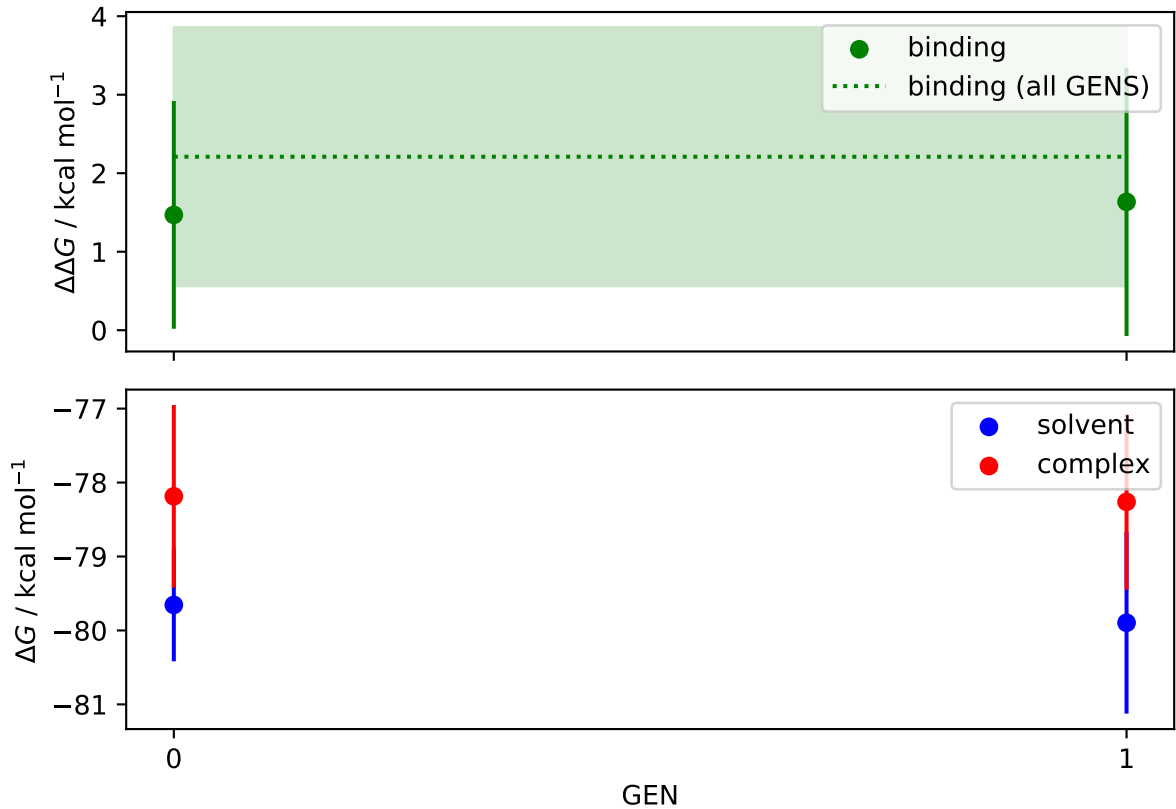 4
3
2
1
0
ΔΔG / kcal mol⁻¹
binding
binding (all GENS)
−77
−78
−79
−80
−81
ΔG / kcal mol⁻¹
solvent
complex
0
1
GEN